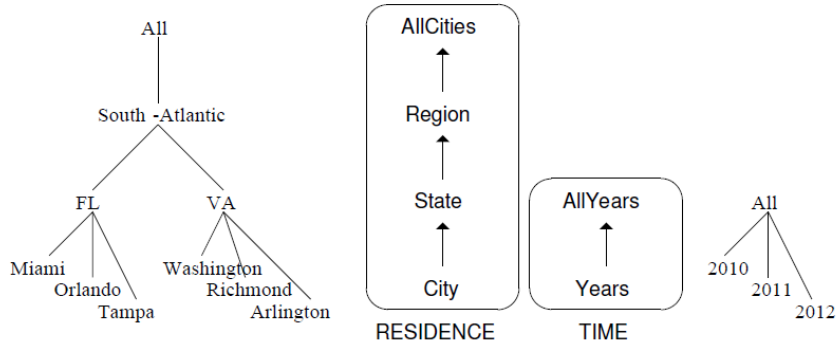 All
AllCities
South -Atlantic
Region
FL
VA
State
AllYears
All
Miami
Orlando
Tampa
Washington
Richmond
Arlington
City
Years
2010
2011
2012
RESIDENCE
TIME